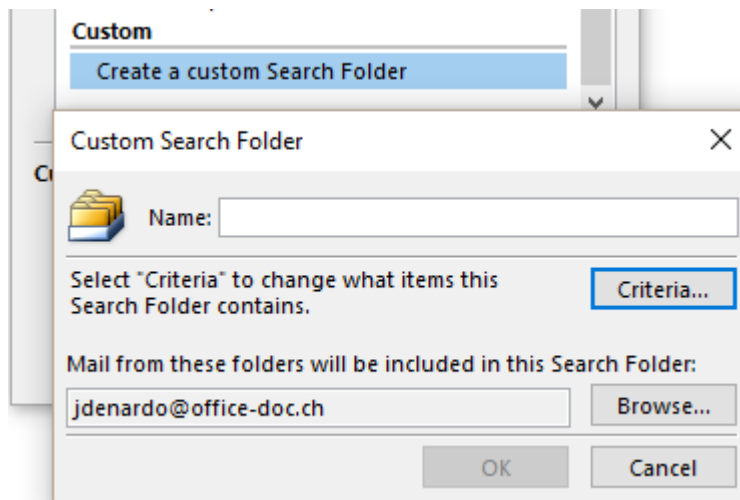 Custom
Create a custom Search Folder
Custom Search Folder
Name:
Select "Criteria" to change what items this
Search Folder contains.
Criteria...
Mail from these folders will be included in this Search Folder:
jdenardo@office-doc.ch
Browse...
OK
Cancel